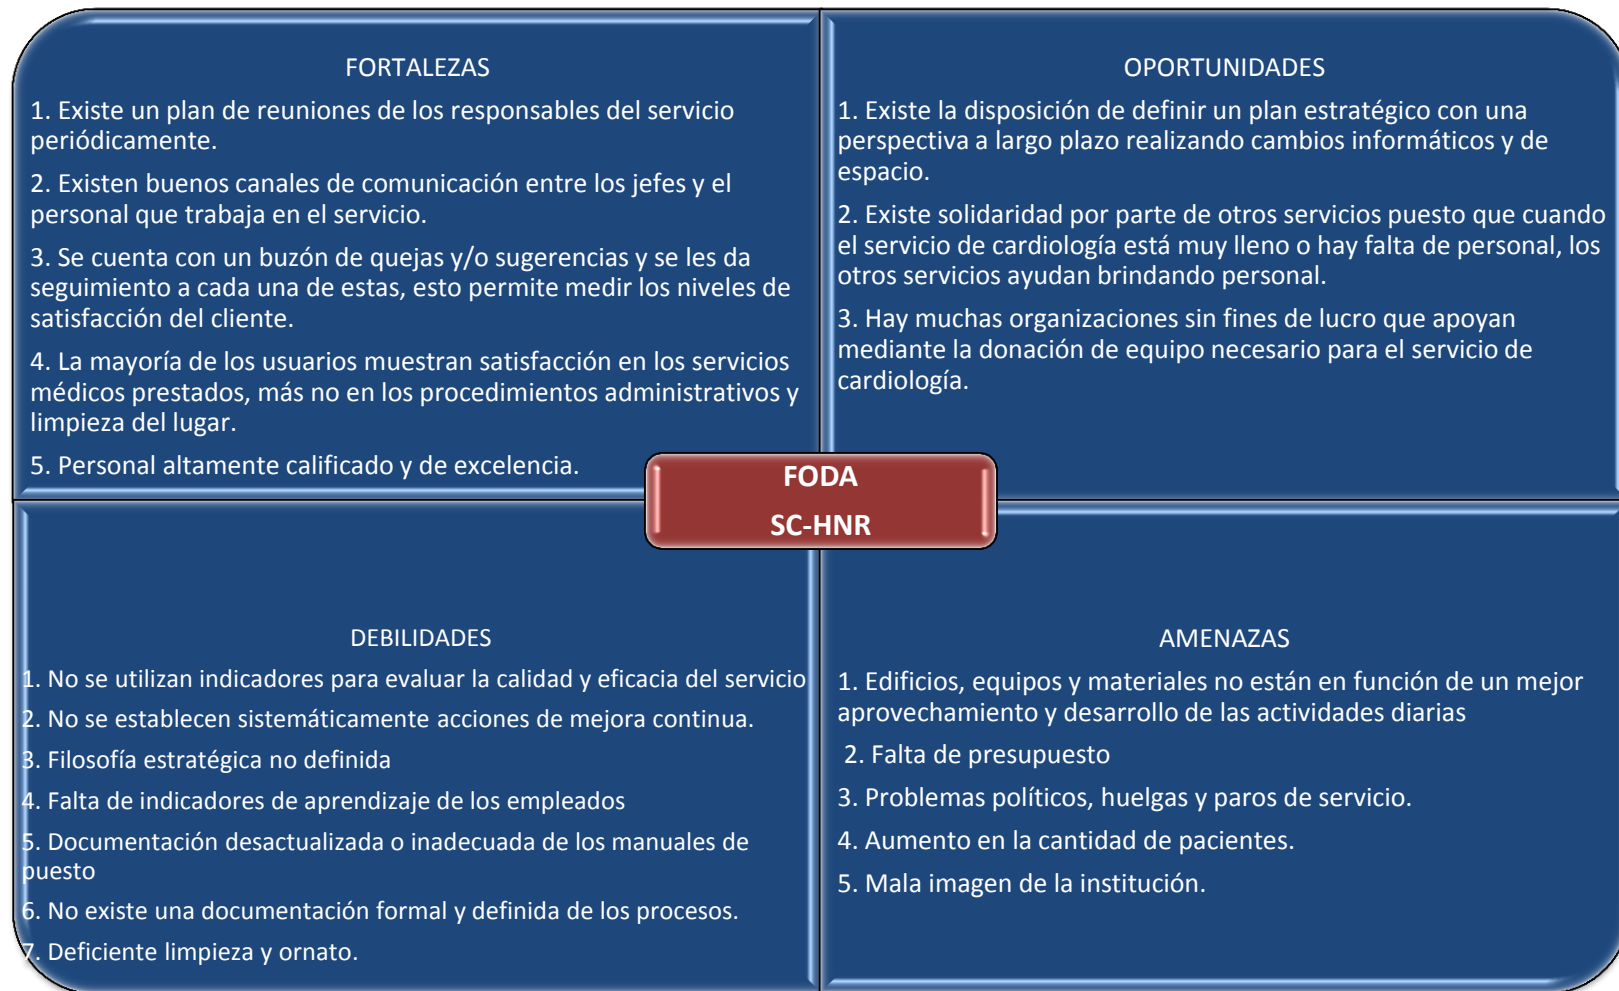 FORTALEZAS
1. Existe un plan de reuniones de los responsables del servicio
periódicamente.
2. Existen buenos canales de comunicación entre los jefes y el
personal que trabaja en el servicio.
3. Se cuenta con un buzón de quejas y/o sugerencias y se les da
seguimiento a cada una de estas, esto permite medir los niveles de
satisfacción del cliente.
4. La mayoría de los usuarios muestran satisfacción en los servicios
médicos prestados, más no en los procedimientos administrativos y
limpieza del lugar.
5. Personal altamente calificado y de excelencia.
OPORTUNIDADES
1. Existe la disposición de definir un plan estratégico con una
perspectiva a largo plazo realizando cambios informáticos y de
espacio.
2. Existe solidaridad por parte de otros servicios puesto que cuando
el servicio de cardiología está muy lleno o hay falta de personal, los
otros servicios ayudan brindando personal.
3. Hay muchas organizaciones sin fines de lucro que apoyan
mediante la donación de equipo necesario para el servicio de
cardiología.
FODA
SC-HNR
DEBILIDADES
1. No se utilizan indicadores para evaluar la calidad y eficacia del servicio
2. No se establecen sistemáticamente acciones de mejora continua.
3. Filosofía estratégica no definida
4. Falta de indicadores de aprendizaje de los empleados
5. Documentación desactualizada o inadecuada de los manuales de
puesto
6. No existe una documentación formal y definida de los procesos.
7. Deficiente limpieza y ornato.
AMENAZAS
1. Edificios, equipos y materiales no están en función de un mejor
aprovechamiento y desarrollo de las actividades diarias
2. Falta de presupuesto
3. Problemas políticos, huelgas y paros de servicio.
4. Aumento en la cantidad de pacientes.
5. Mala imagen de la institución.